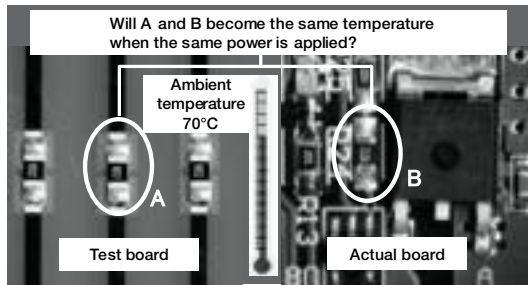 Will A and B become the same temperature
when the same power is applied?
Ambient
temperature
70°C
A
B
R13
Test board
Actual board